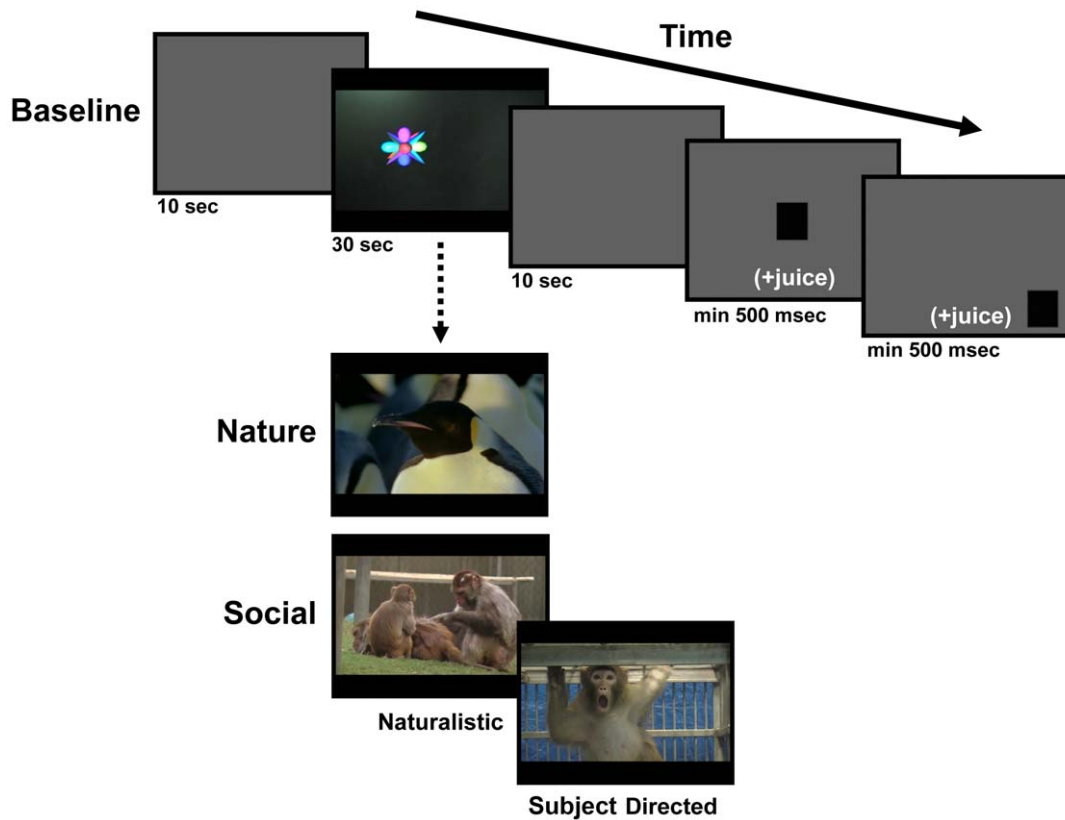 Time
Baseline
10 sec
30 sec
10 sec
(+juice)
min 500 msec
(+juice)
min 500 msec
Nature
Social
Naturalistic
Subject Directed